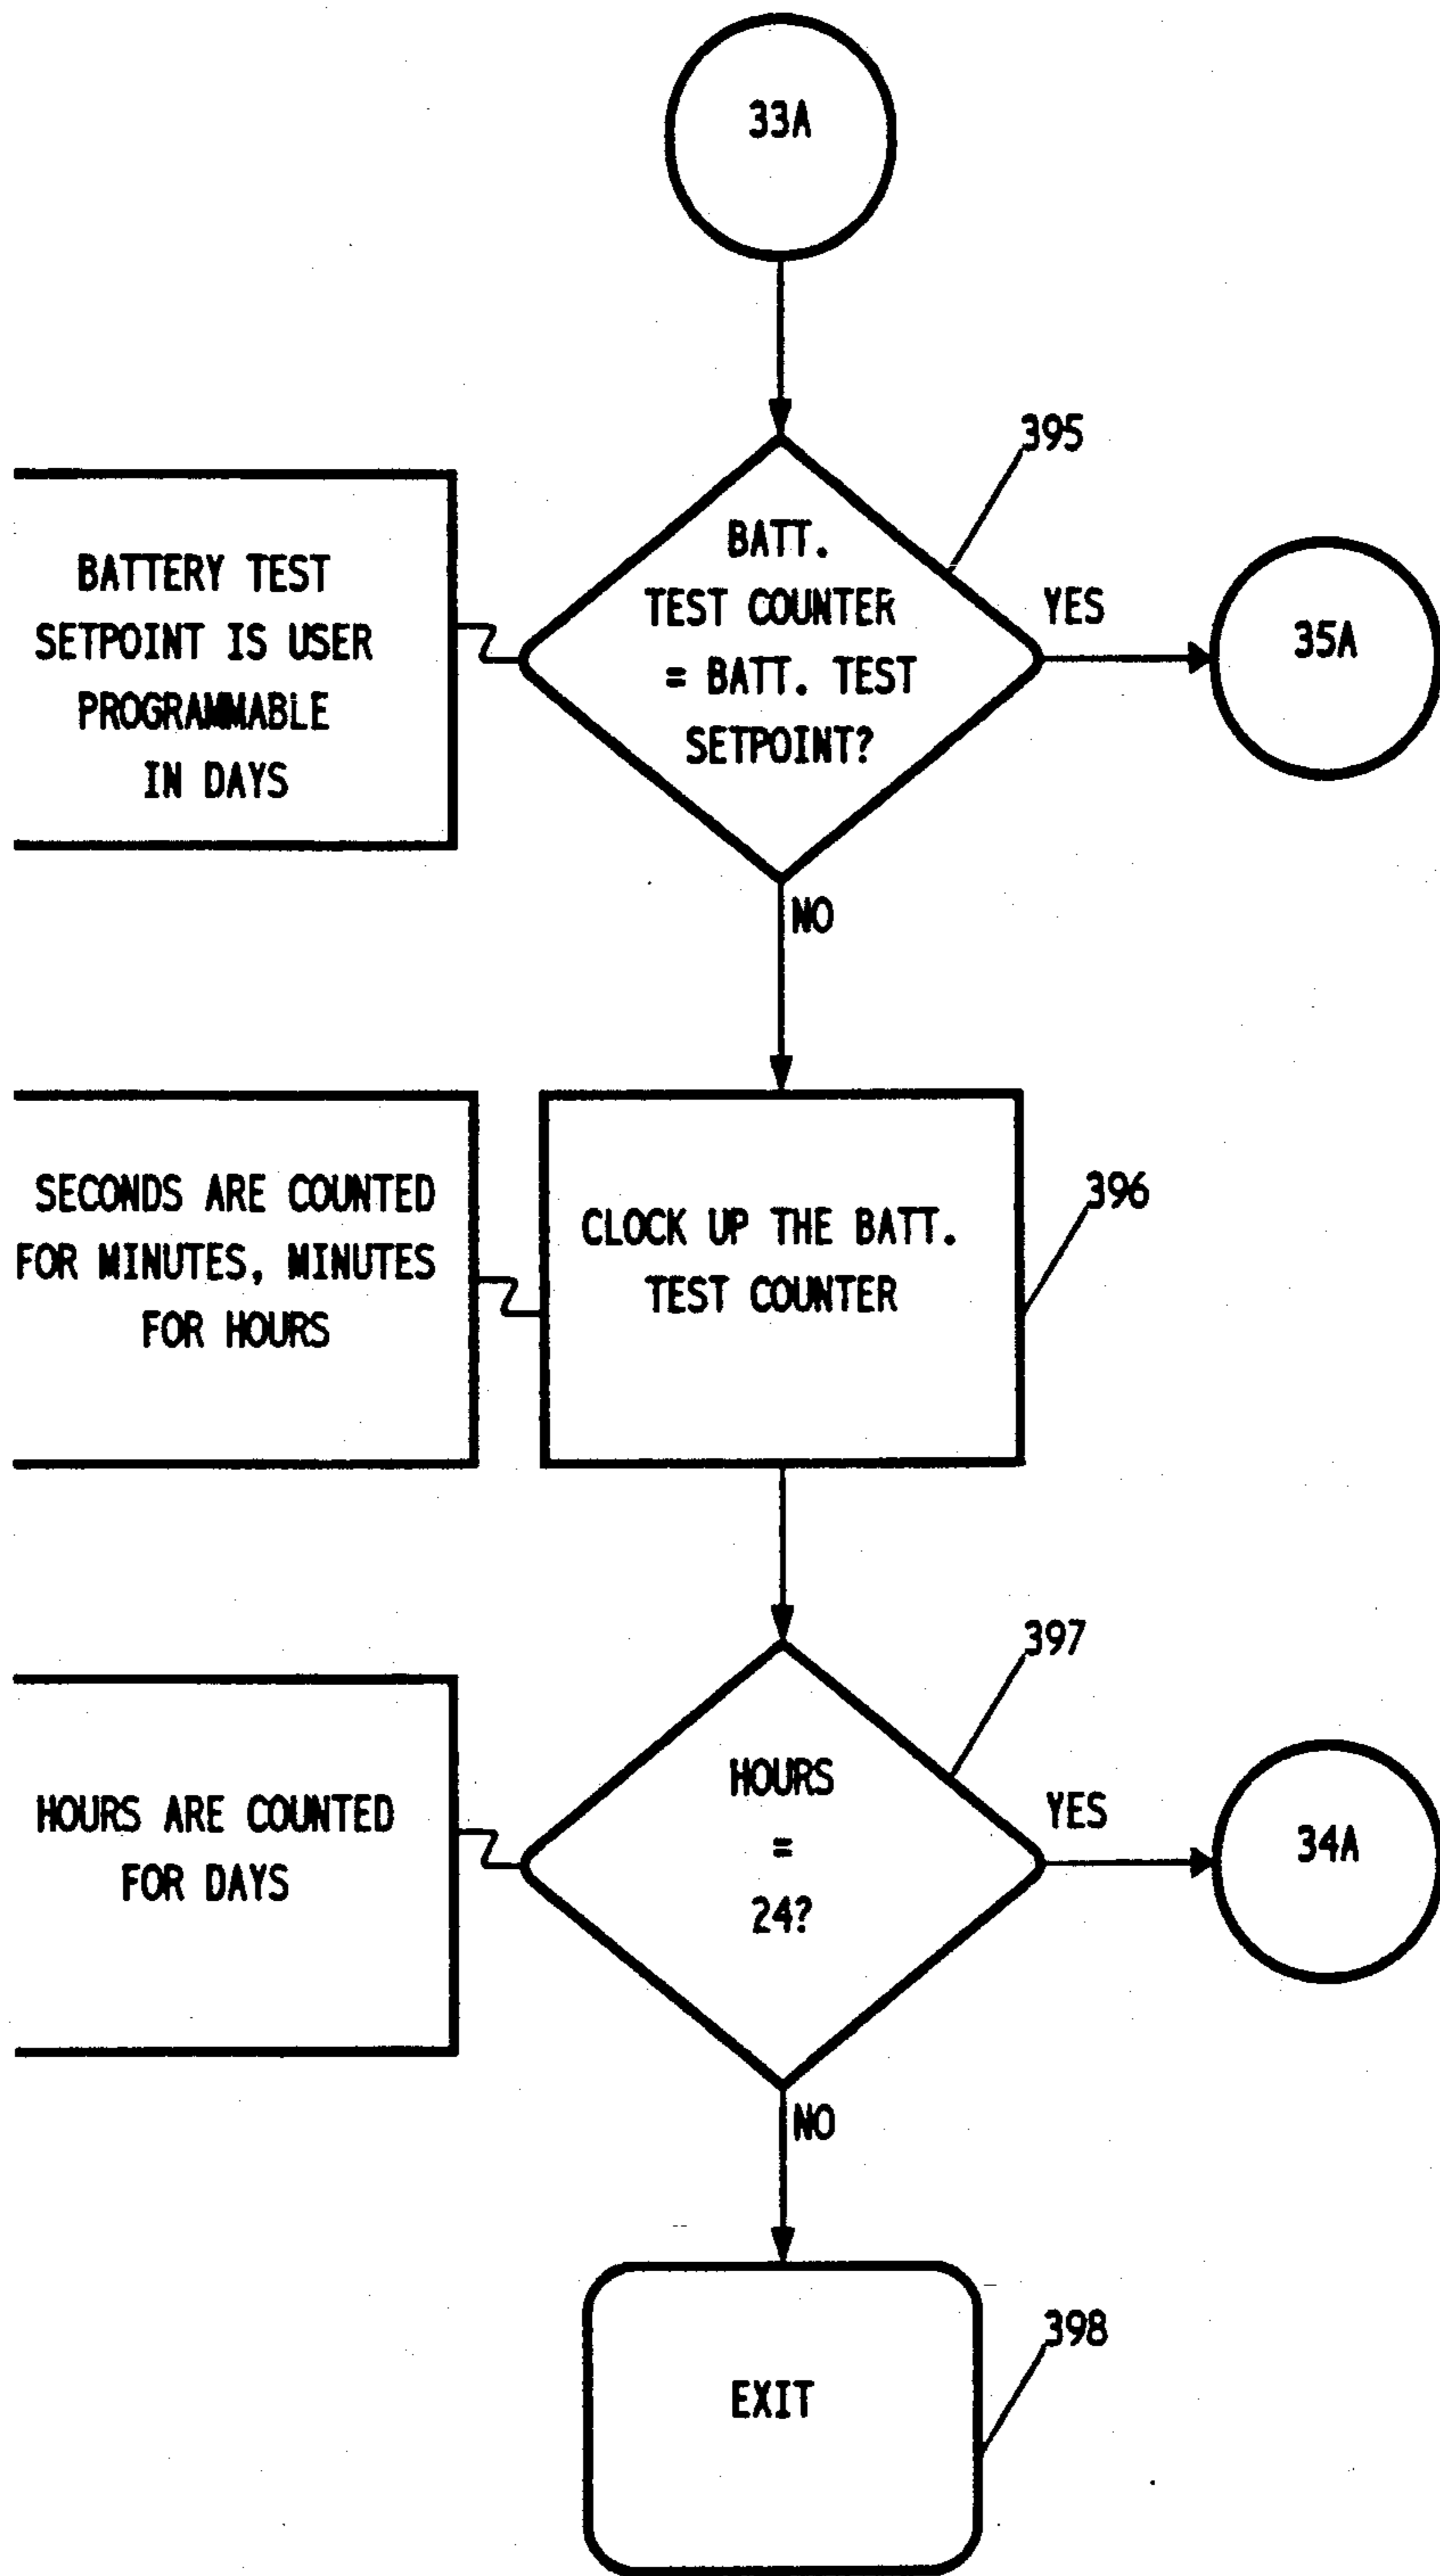 33A
395
BATTERY TEST
SETPOINT IS USER
PROGRAMMABLE
IN DAYS
BATT.
TEST COUNTER
= BATT. TEST
SETPOINT?
YES
35A
NO
SECONDS ARE COUNTED
FOR MINUTES, MINUTES
FOR HOURS
CLOCK UP THE BATT.
TEST COUNTER
396
397
HOURS ARE COUNTED
FOR DAYS
HOURS
=
24?
YES
34A
NO
398
EXIT